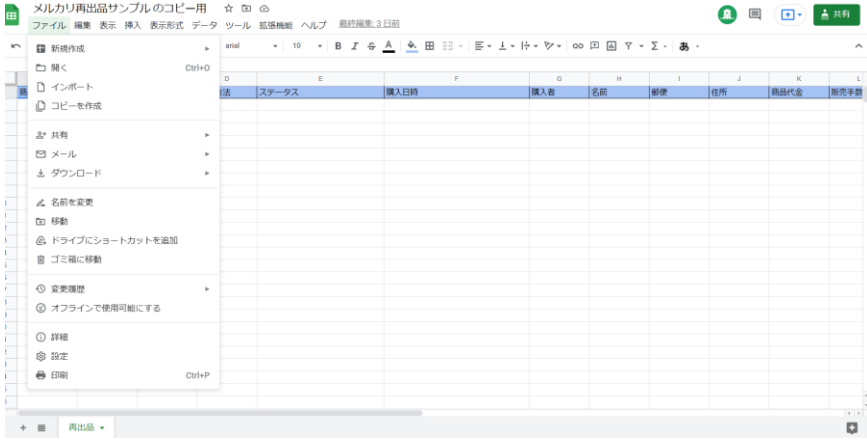 メルカリ再出品サンプル のコピー用
ファイル 編集 表示 挿入 表示形式 データ ツール 拡張機能 ヘルプ 最終編集: 3 日前
共有
arial 10 B I S A あ
新規作成
開く Ctrl+O
インポート
コピーを作成
共有
メール
ダウンロード
名前を変更
移動
ドライブにショートカットを追加
ゴミ箱に移動
変更履歴
オフラインで使用可能にする
詳細
設定
印刷 Ctrl+P
D E F G H I J K L
法 ステータス 購入日時 購入者 名前 郵便 住所 商品代金 販売手数
再出品